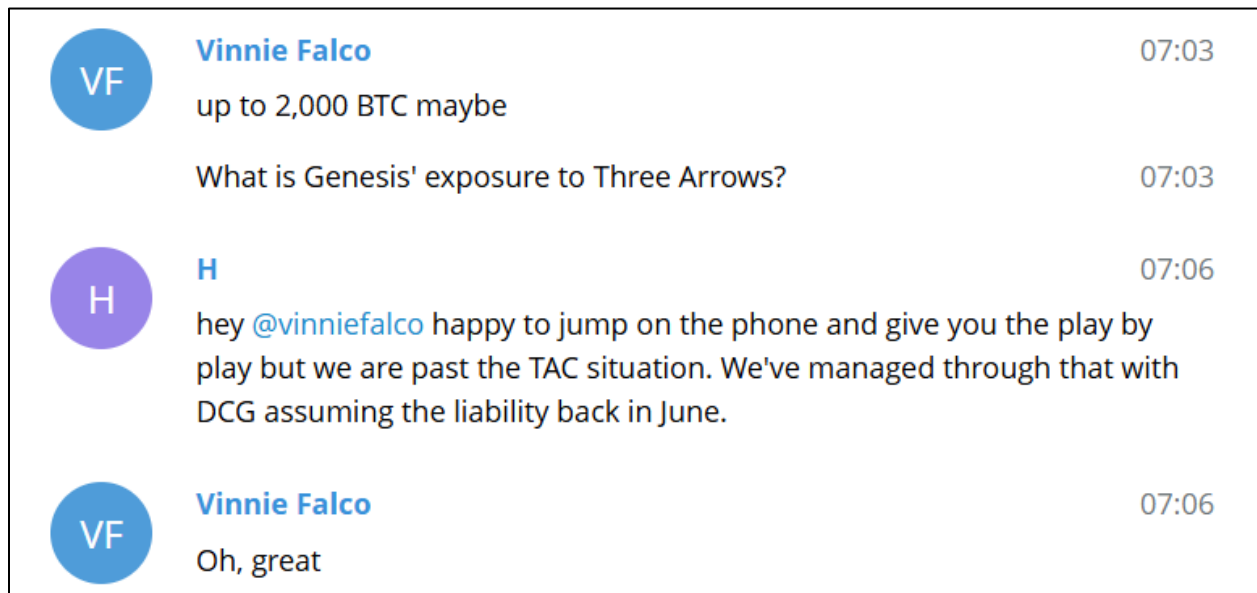 VF
Vinnie Falco 07:03
up to 2,000 BTC maybe
What is Genesis' exposure to Three Arrows? 07:03
H
H 07:06
hey @vinniefalco happy to jump on the phone and give you the play by
play but we are past the TAC situation. We've managed through that with
DCG assuming the liability back in June.
VF
Vinnie Falco 07:06
Oh, great